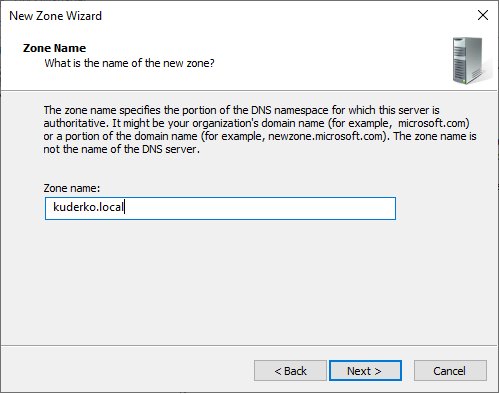 New Zone Wizard
Zone Name
What is the name of the new zone?
The zone name specifies the portion of the DNS namespace for which this server is
authoritative. It might be your organization's domain name (for example, microsoft.com)
or a portion of the domain name (for example, newzone.microsoft.com). The zone name is
not the name of the DNS server.
Zone name:
kuderko.local
< Back Next > Cancel